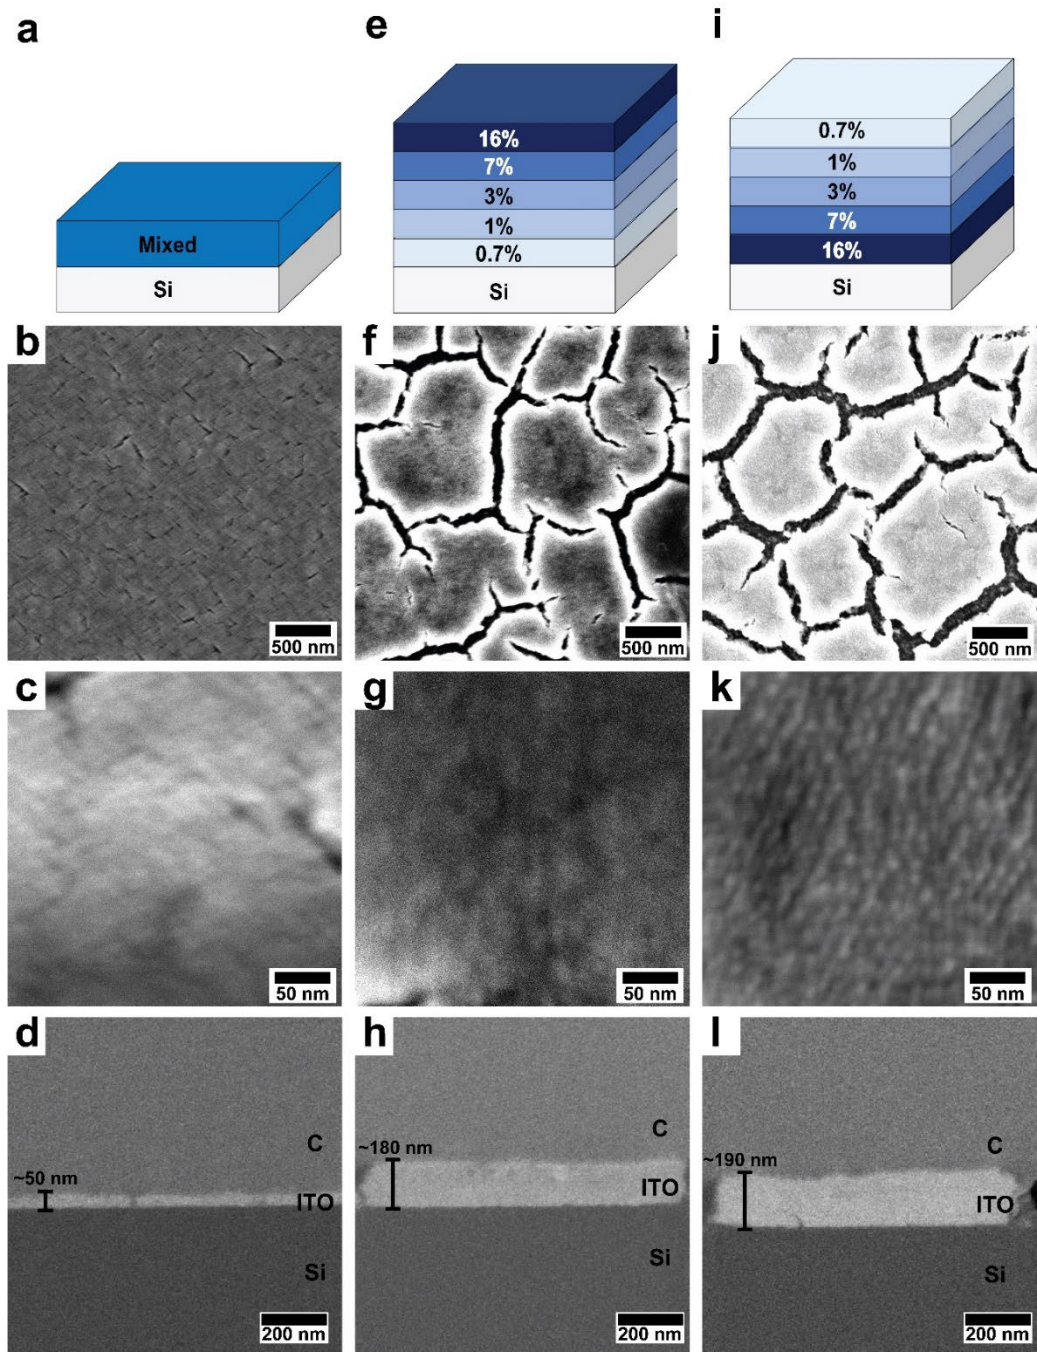 a
Mixed
Si
e
16%
7%
3%
1%
0.7%
Si
i
0.7%
1%
3%
7%
16%
Si
b
500 nm
f
500 nm
j
500 nm
c
50 nm
g
50 nm
k
50 nm
d
C
~50 nm
ITO
Si
200 nm
h
C
~180 nm
ITO
Si
200 nm
l
C
~190 nm
ITO
Si
200 nm